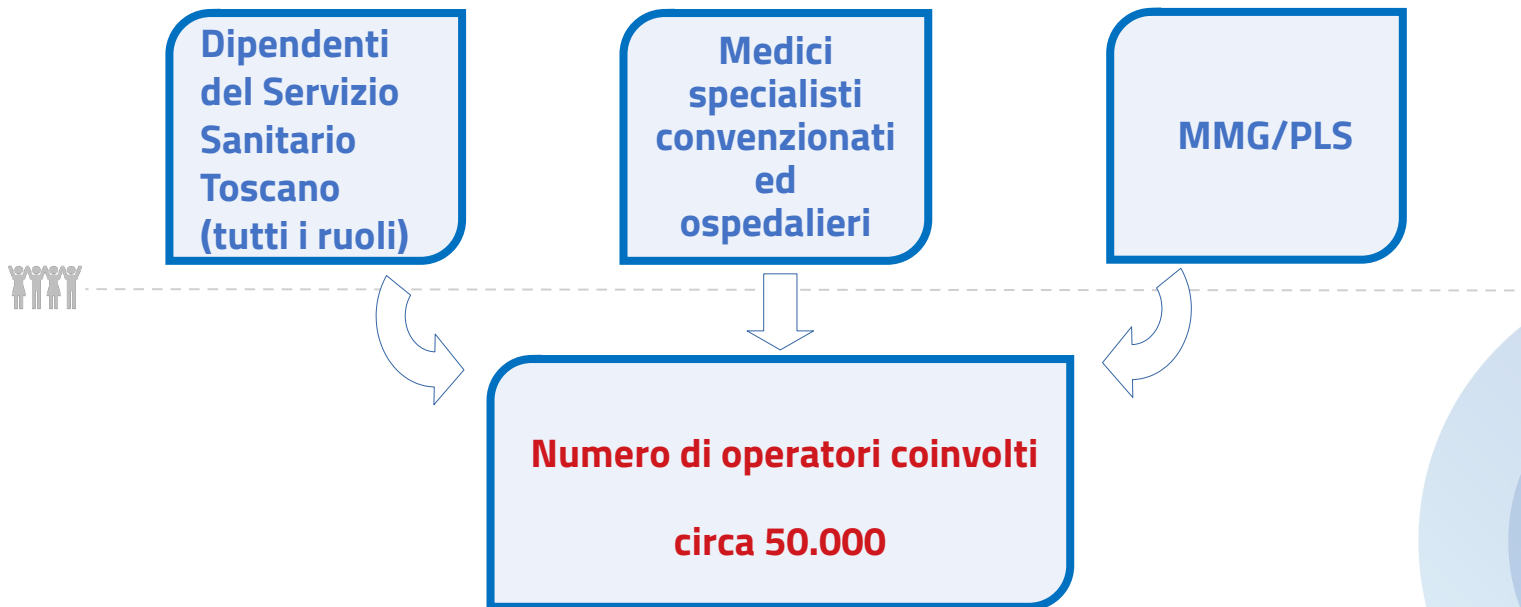 Dipendenti
del Servizio
Sanitario
Toscano
(tutti i ruoli)
Medici
specialisti
convenzionati
ed
ospedalieri
MMG/PLS
Numero di operatori coinvolti
circa 50.000